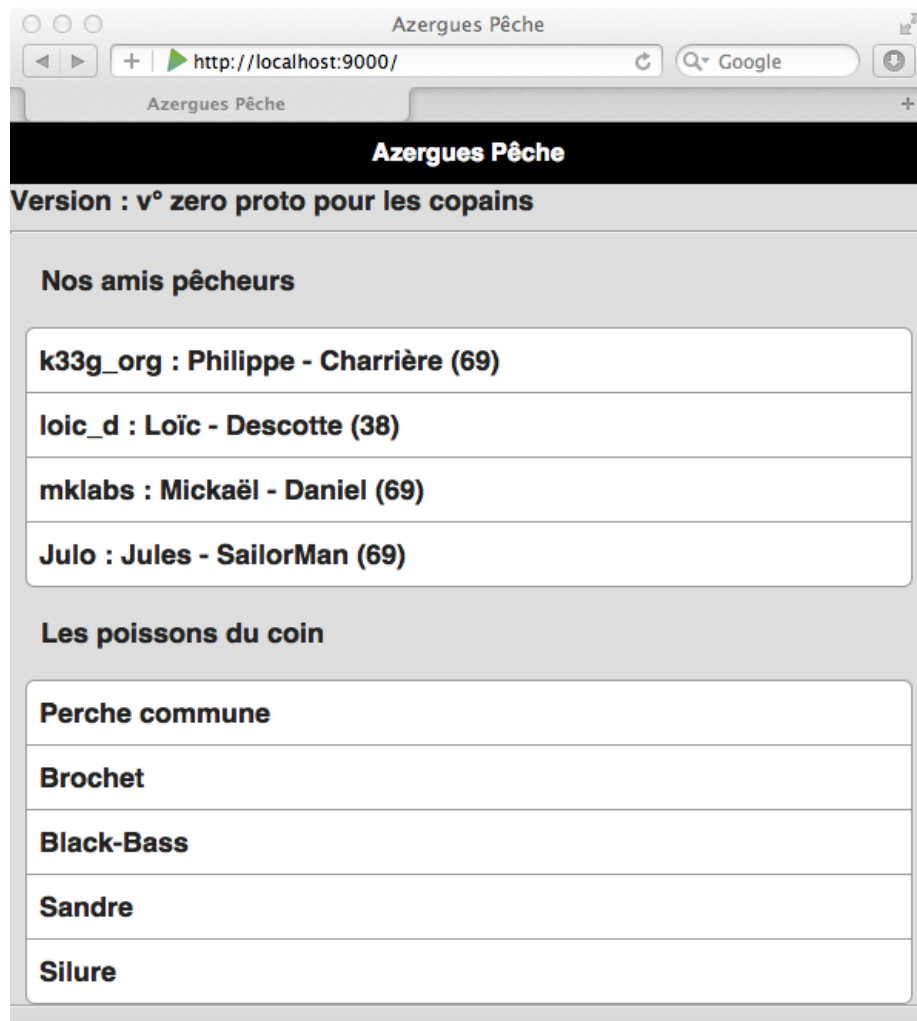 Azergues Pêche
http://localhost:9000/
Google
Azergues Pêche
Azergues Pêche
Version : v° zero proto pour les copains
Nos amis pêcheurs
k33g_org : Philippe - Charrière (69)
loic_d : Loïc - Descotte (38)
mklabs : Mickaël - Daniel (69)
Julo : Jules - SailorMan (69)
Les poissons du coin
Perche commune
Brochet
Black-Bass
Sandre
Silure